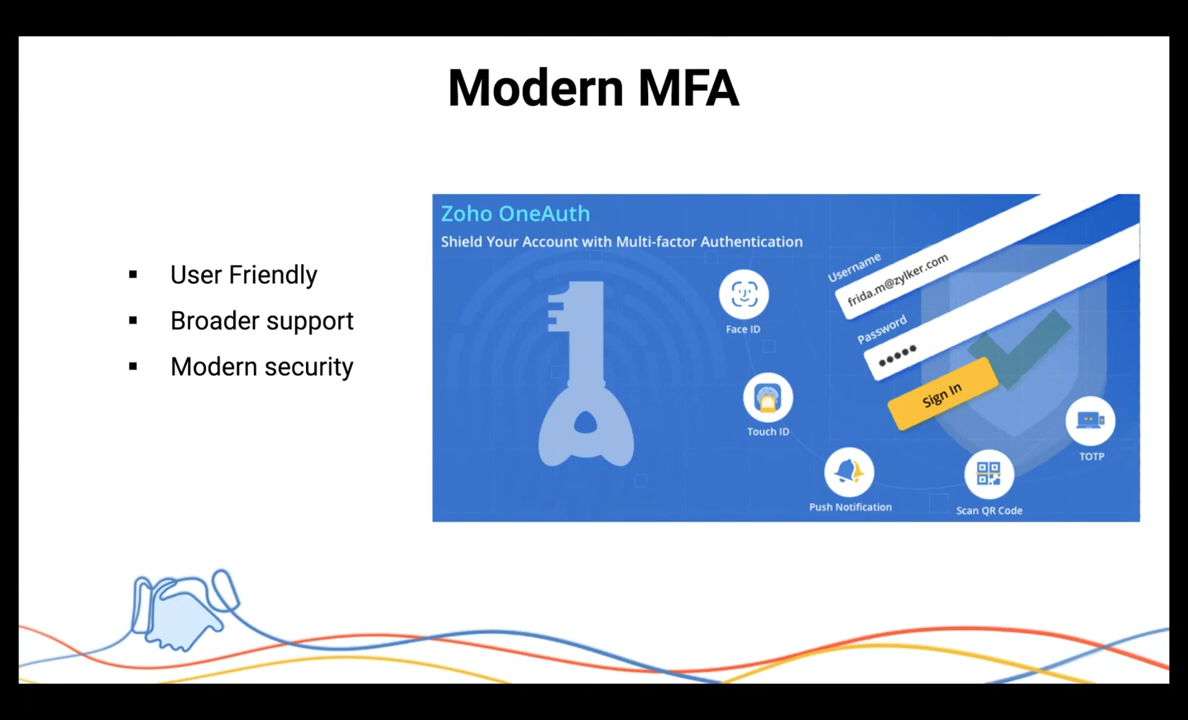 Modern MFA
User Friendly
Broader support
Modern security
Zoho OneAuth
Shield Your Account with Multi-factor Authentication
Username
frida.m@zylker.com
Password
Sign In
Face ID
Touch ID
Push Notification
Scan QR Code
TOTP